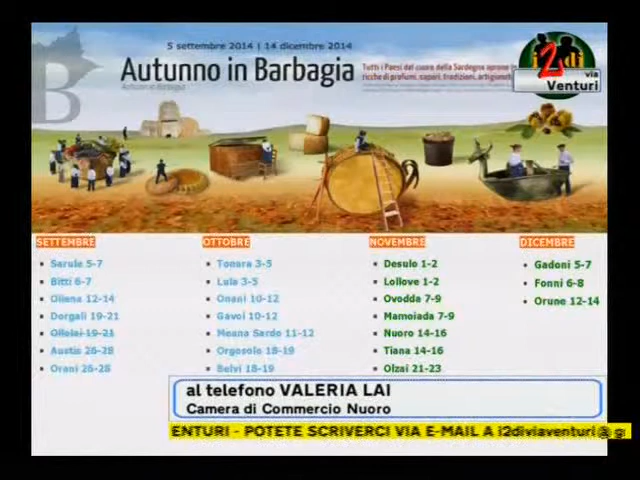 5 settembre 2014 | 14 dicembre 2014
Autunno in Barbagia
Autunno in Barbagia
Tutti i Paesi del cuore della Sardegna aprono
ricche di profumi, sapori, tradizioni, artigianat
i2di
via
Venturi
B
SETTEMBRE
Sarule 5-7
Bitti 6-7
Oliena 12-14
Dorgali 19-21
Ollolai 19-21
Austis 26-28
Orani 26-28
OTTOBRE
Tonara 3-5
Lula 3-5
Onani 10-12
Gavoi 10-12
Meana Sardo 11-12
Orgosolo 18-19
Belvi 18-19
NOVEMBRE
Desulo 1-2
Lollove 1-2
Ovodda 7-9
Mamoiada 7-9
Nuoro 14-16
Tiana 14-16
Olzai 21-23
DICEMBRE
Gadoni 5-7
Fonni 6-8
Orune 12-14
al telefono VALERIA LAI
Camera di Commercio Nuoro
ENTURI - POTETE SCRIVERCI VIA E-MAIL A i2diviaventuri@g